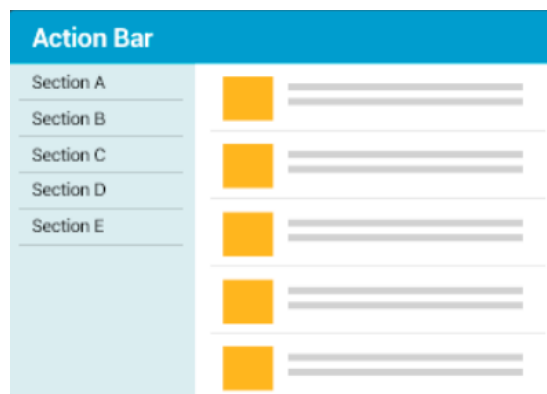 Action Bar
Section A
Section B
Section C
Section D
Section E